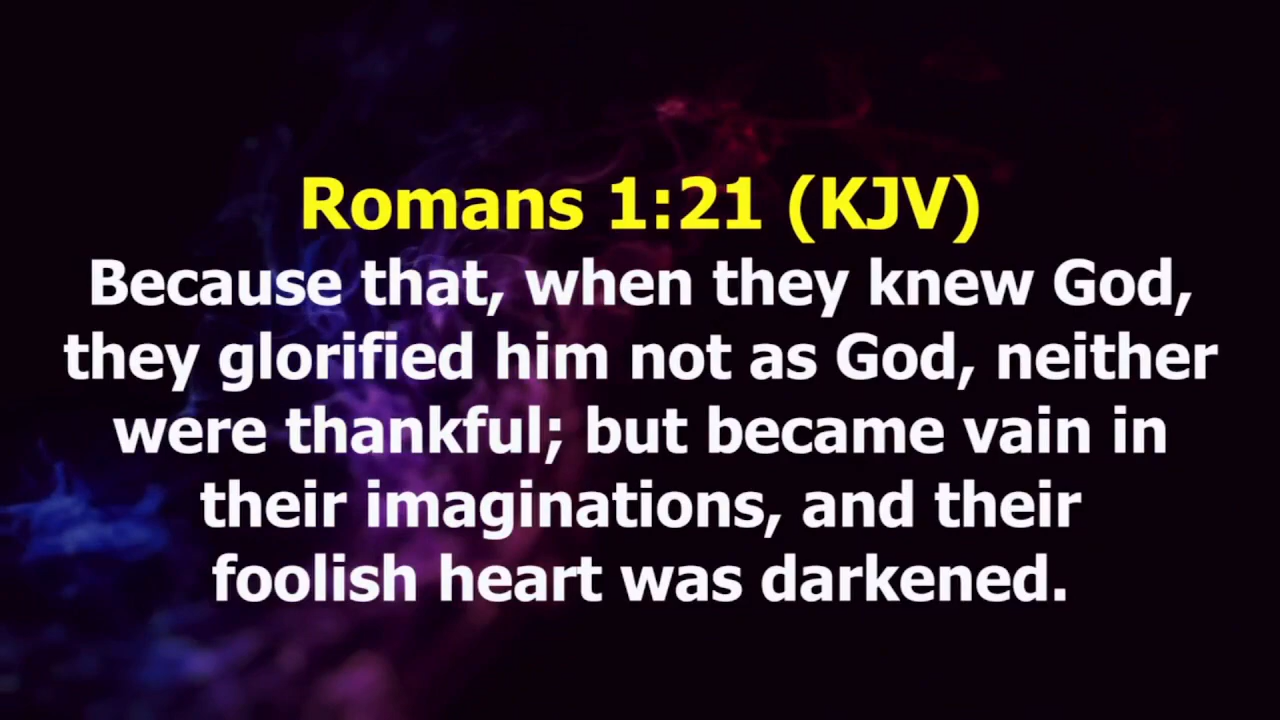 Romans 1:21 (KJV)
Because that, when they knew God,
they glorified him not as God, neither
were thankful; but became vain in
their imaginations, and their
foolish heart was darkened.